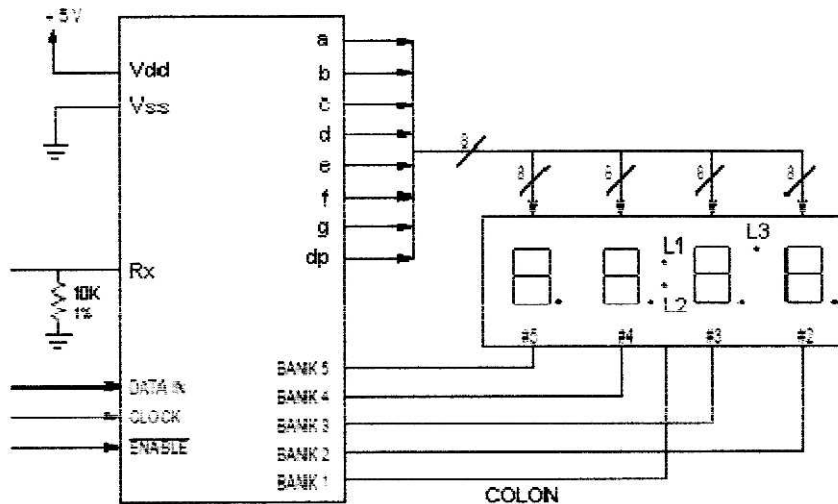 +5V
Vdd
Vss
Rx
10K
1%
DATA IN
CLOCK
ENABLE
a
b
c
d
e
f
g
dp
BANK 5
BANK 4
BANK 3
BANK 2
BANK 1
8
8
8
8
8
L1
L2
L3
#5
#4
#3
#2
COLON